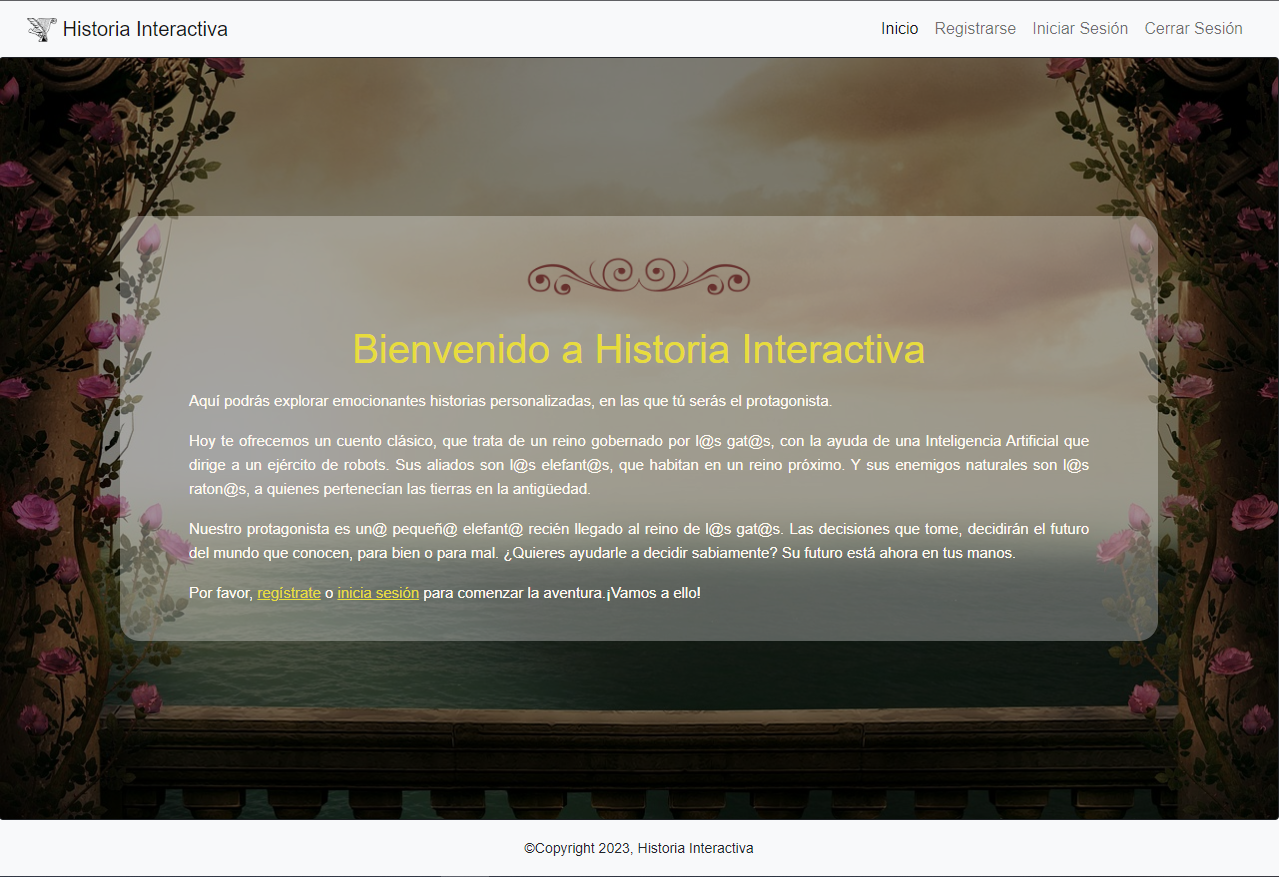 Historia Interactiva
Inicio Registrarse Iniciar Sesión Cerrar Sesión
Bienvenido a Historia Interactiva
Aquí podrás explorar emocionantes historias personalizadas, en las que tú serás el protagonista.
Hoy te ofrecemos un cuento clásico, que trata de un reino gobernado por l@s gat@s, con la ayuda de una Inteligencia Artificial que
dirige a un ejército de robots. Sus aliados son l@s elefant@s, que habitan en un reino próximo. Y sus enemigos naturales son l@s
raton@s, a quienes pertenecían las tierras en la antigüedad.
Nuestro protagonista es un@ pequeñ@ elefant@ recién llegado al reino de l@s gat@s. Las decisiones que tome, decidirán el futuro
del mundo que conocen, para bien o para mal. ¿Quieres ayudarle a decidir sabiamente? Su futuro está ahora en tus manos.
Por favor, regístrate o inicia sesión para comenzar la aventura.¡Vamos a ello!
©Copyright 2023, Historia Interactiva